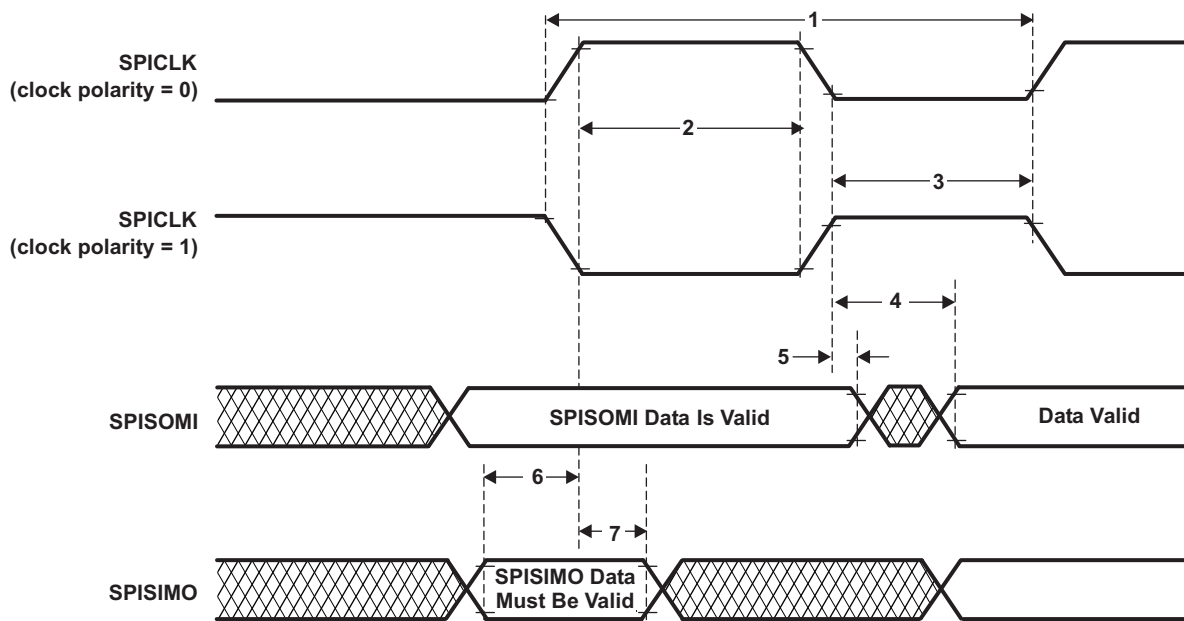 1
SPICLK
(clock polarity = 0)
2
3
SPICLK
(clock polarity = 1)
4
5
SPISOMI
SPISOMI Data Is Valid
Data Valid
6
7
SPISIMO
SPISIMO Data
Must Be Valid